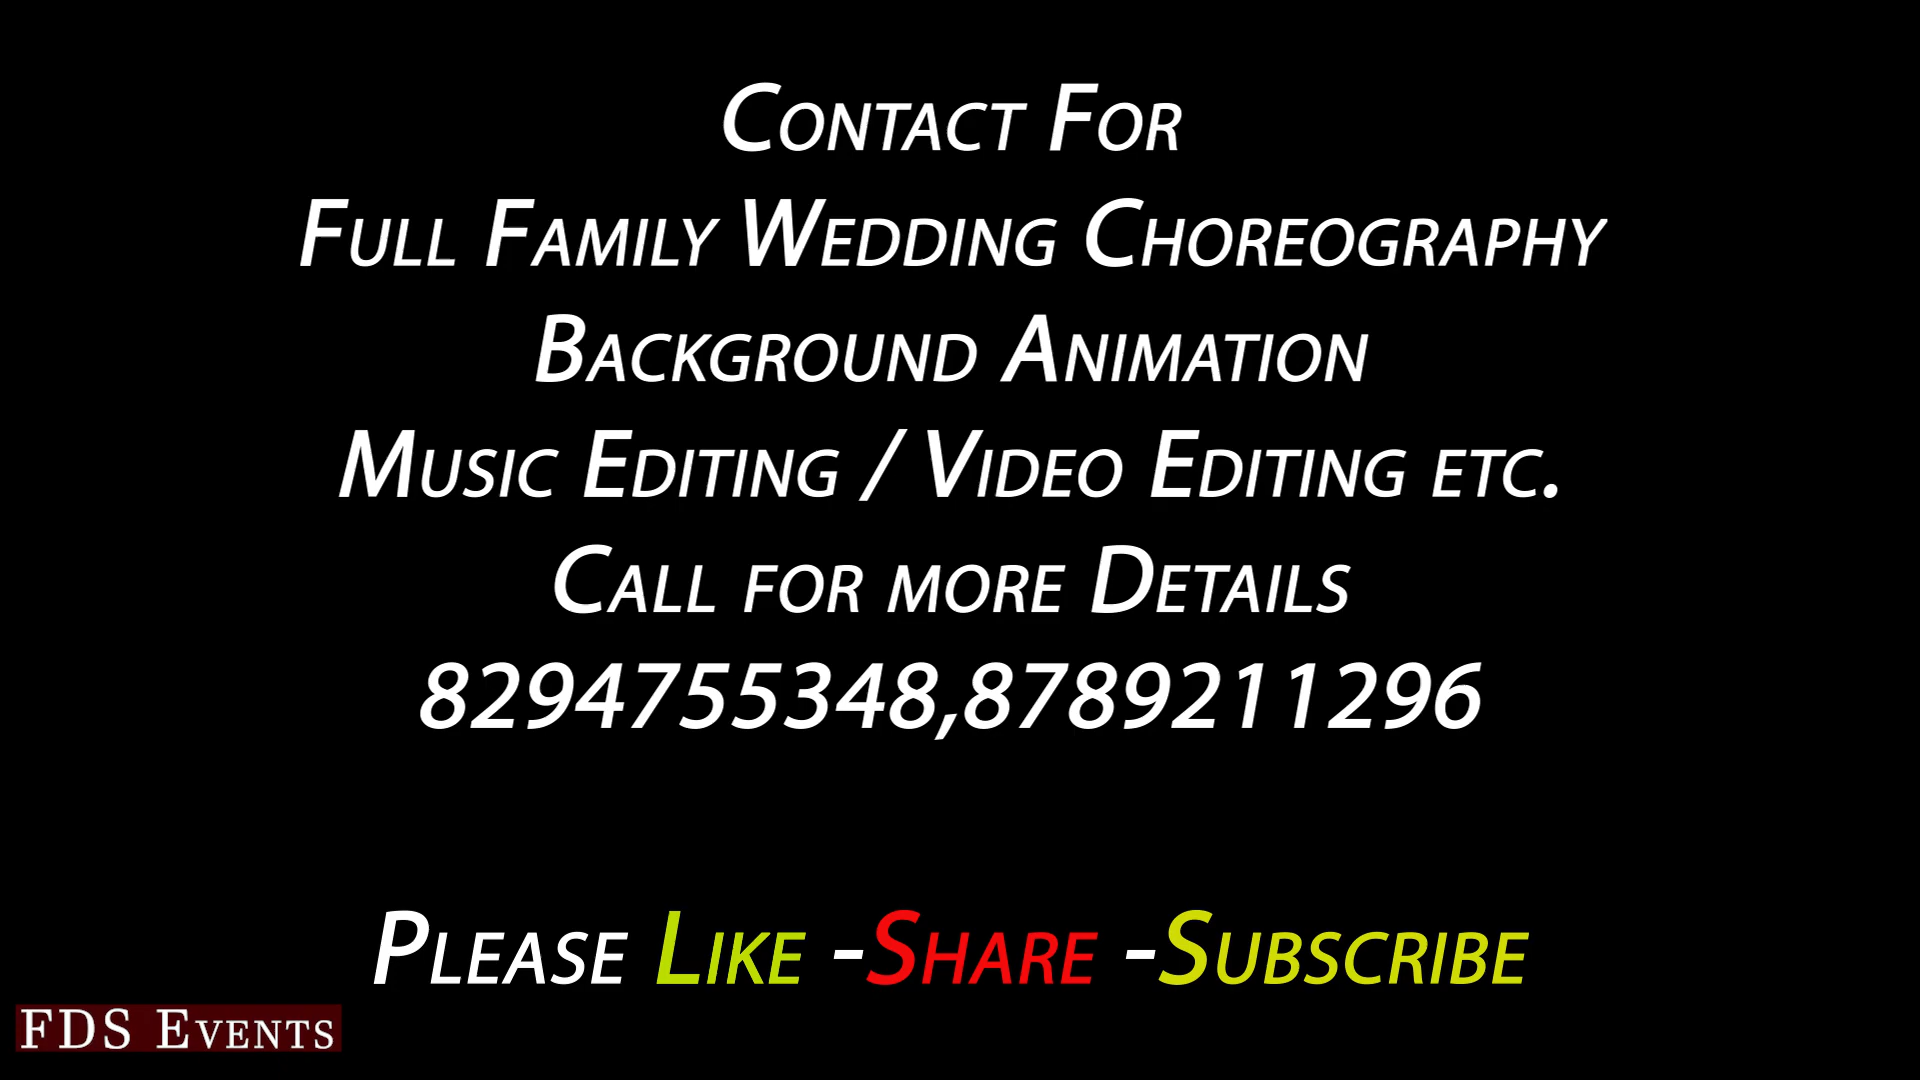 Contact For
Full Family Wedding Choreography
Background Animation
Music Editing / Video Editing etc.
Call for more Details
8294755348,8789211296
Please Like -Share -Subscribe
FDS Events